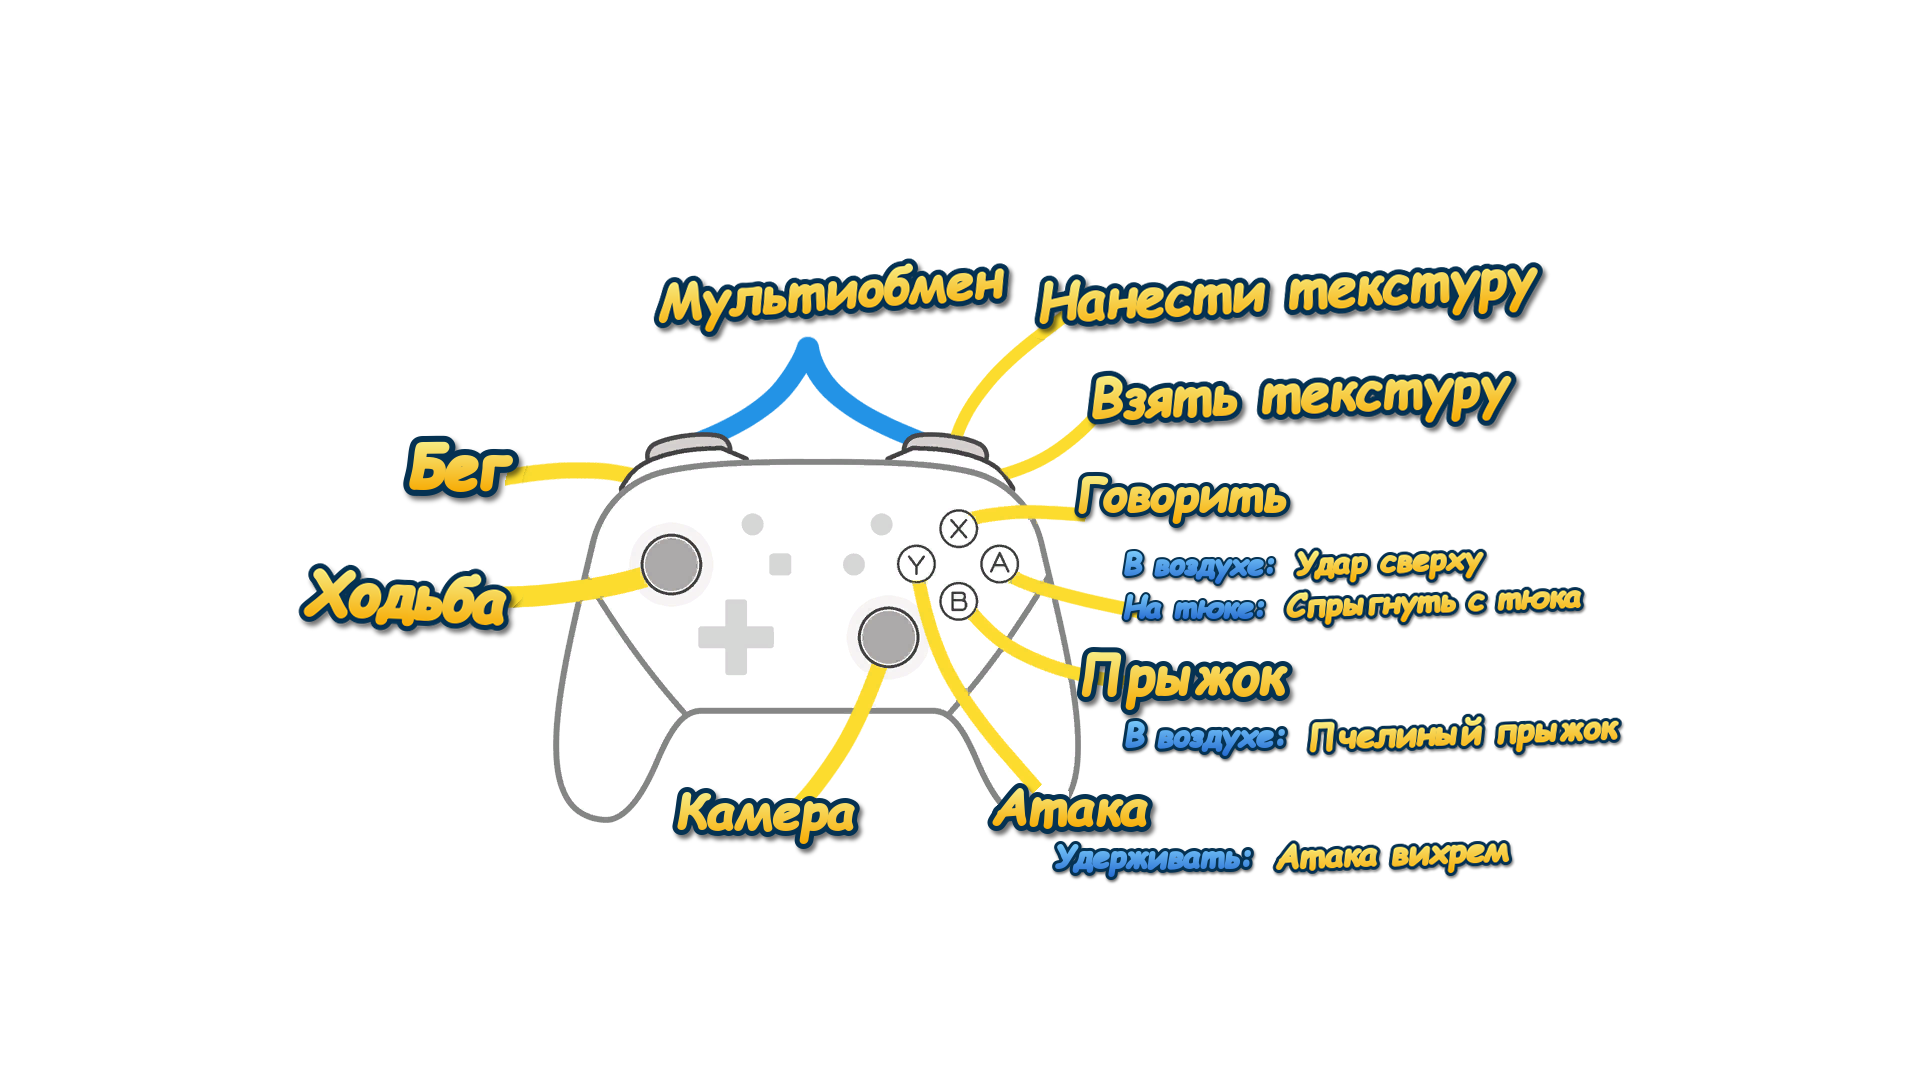 Мультиобмен
Нанести текстуру
Взять текстуру
Бег
Говорить
X
Y
A
В воздухе: Удар сверху
Ходьба
B
На тюке: Спрыгнуть с тюка
Прыжок
В воздухе: Пчелиный прыжок
Камера
Атака
Удерживать: Атака вихрем